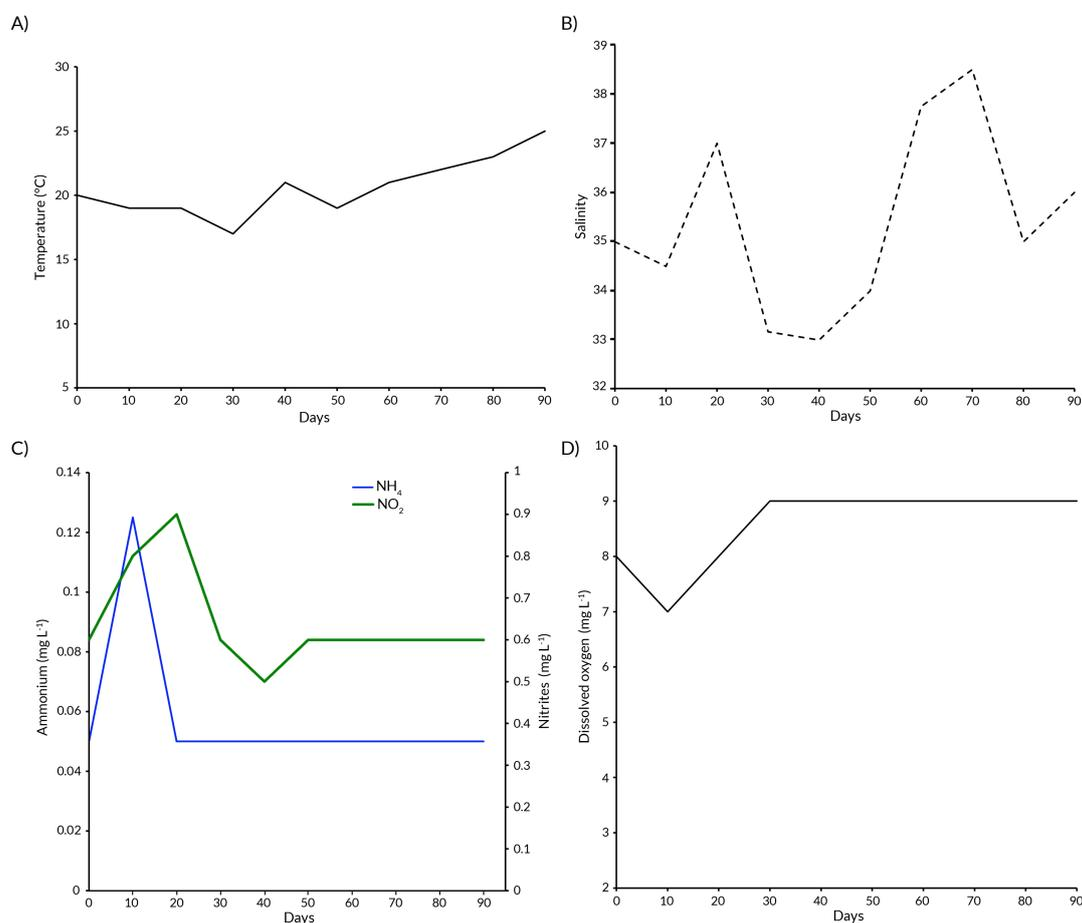 A)
30
25
20
15
10
5
Temperature (°C)
0 10 20 30 40 50 60 70 80 90
Days
B)
39
38
37
36
35
34
33
32
Salinity
0 10 20 30 40 50 60 70 80 90
Days
C)
0.14
0.12
0.1
0.08
0.06
0.04
0.02
0
Ammonium (mg L⁻¹)
NH₄
NO₂
1
0.9
0.8
0.7
0.6
0.5
0.4
0.3
0.2
0.1
0
Nitrites (mg L⁻¹)
0 10 20 30 40 50 60 70 80 90
Days
D)
10
9
8
7
6
5
4
3
2
Dissolved oxygen (mg L⁻¹)
0 10 20 30 40 50 60 70 80 90
Days